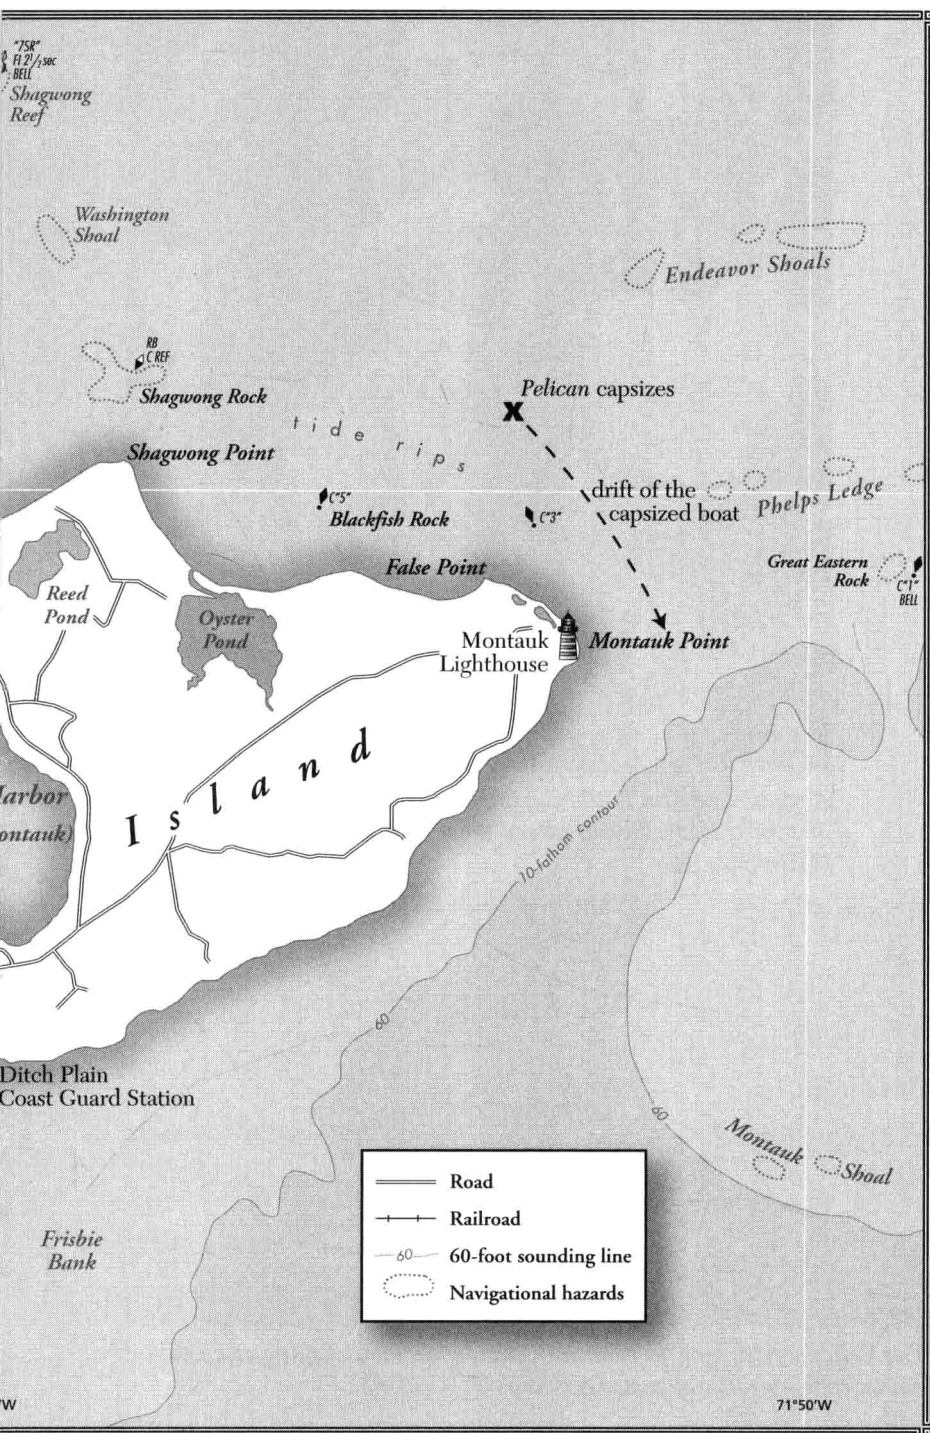 "7SR"
Fl 2½ sec
BELL
Shagwong
Reef
Washington
Shoal
Endeavor Shoals
RB
C REF
Shagwong Rock
Pelican capsizes
X
tide rips
Shagwong Point
drift of the
capsized boat
Phelps Ledge
C"5"
Blackfish Rock
C"3"
False Point
Great Eastern
Rock
C"1"
BELL
Reed
Pond
Oyster
Pond
Montauk
Lighthouse
Montauk Point
Island
Harbor
ontauk)
10-fathom contour
60
Ditch Plain
Coast Guard Station
60
Montauk
Shoal
Frisbie
Bank
Road
Railroad
60
60-foot sounding line
Navigational hazards
'W
71°50'W